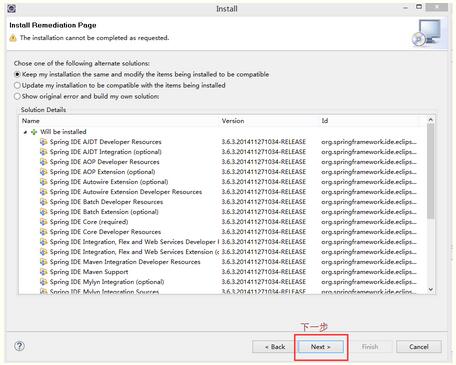 Install
Install Remediation Page
The installation cannot be completed as requested.
Chose one of the following alternate solutions:
Keep my installation the same and modify the items being installed to be compatible
Update my installation to be compatible with the items being installed
Show original error and build my own solution:
Solution Details
Name Version Id
Will be installed
Spring IDE AJDT Developer Resources 3.6.3.201411271034-RELEASE org.springframework.ide.eclips...
Spring IDE AJDT Integration (optional) 3.6.3.201411271034-RELEASE org.springframework.ide.eclips...
Spring IDE AOP Developer Resources 3.6.3.201411271034-RELEASE org.springframework.ide.eclips...
Spring IDE AOP Extension (optional) 3.6.3.201411271034-RELEASE org.springframework.ide.eclips...
Spring IDE Autowire Extension (optional) 3.6.3.201411271034-RELEASE org.springframework.ide.eclips...
Spring IDE Autowire Extension Developer Resources 3.6.3.201411271034-RELEASE org.springframework.ide.eclips...
Spring IDE Batch Developer Resources 3.6.3.201411271034-RELEASE org.springframework.ide.eclips...
Spring IDE Batch Extension (optional) 3.6.3.201411271034-RELEASE org.springframework.ide.eclips...
Spring IDE Core (required) 3.6.3.201411271034-RELEASE org.springframework.ide.eclips...
Spring IDE Core Developer Resources 3.6.3.201411271034-RELEASE org.springframework.ide.eclips...
Spring IDE Integration, Flex and Web Services Developer 3.6.3.201411271034-RELEASE org.springframework.ide.eclips...
Spring IDE Integration, Flex and Web Services Extension 3.6.3.201411271034-RELEASE org.springframework.ide.eclips...
Spring IDE Maven Integration Developer Resources 3.6.3.201411271034-RELEASE org.springframework.ide.eclips...
Spring IDE Maven Support 3.6.3.201411271034-RELEASE org.springframework.ide.eclips...
Spring IDE Mylyn Integration (optional) 3.6.3.201411271034-RELEASE org.springframework.ide.eclips...
Spring IDE Mylyn Integration Sources 3.6.3.201411271034-RELEASE org.springframework.ide.eclips...
下一步
< Back Next > Finish Cancel